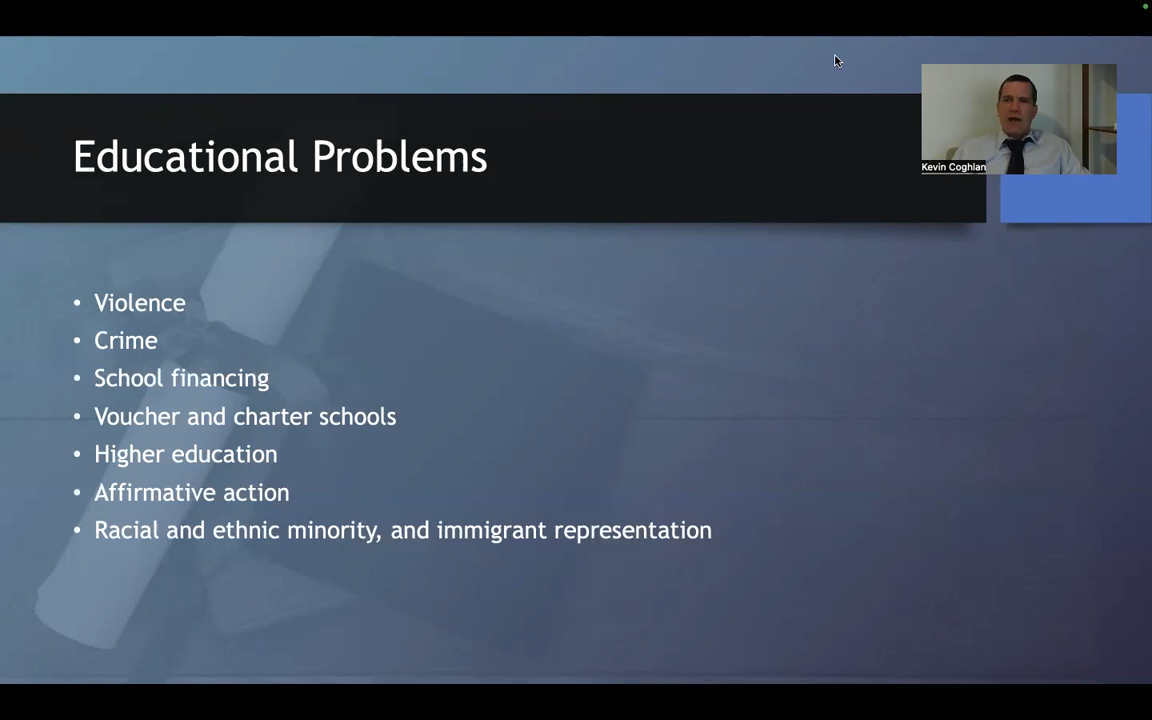 Educational Problems
Kevin Coghlan
• Violence
• Crime
• School financing
• Voucher and charter schools
• Higher education
• Affirmative action
• Racial and ethnic minority, and immigrant representation